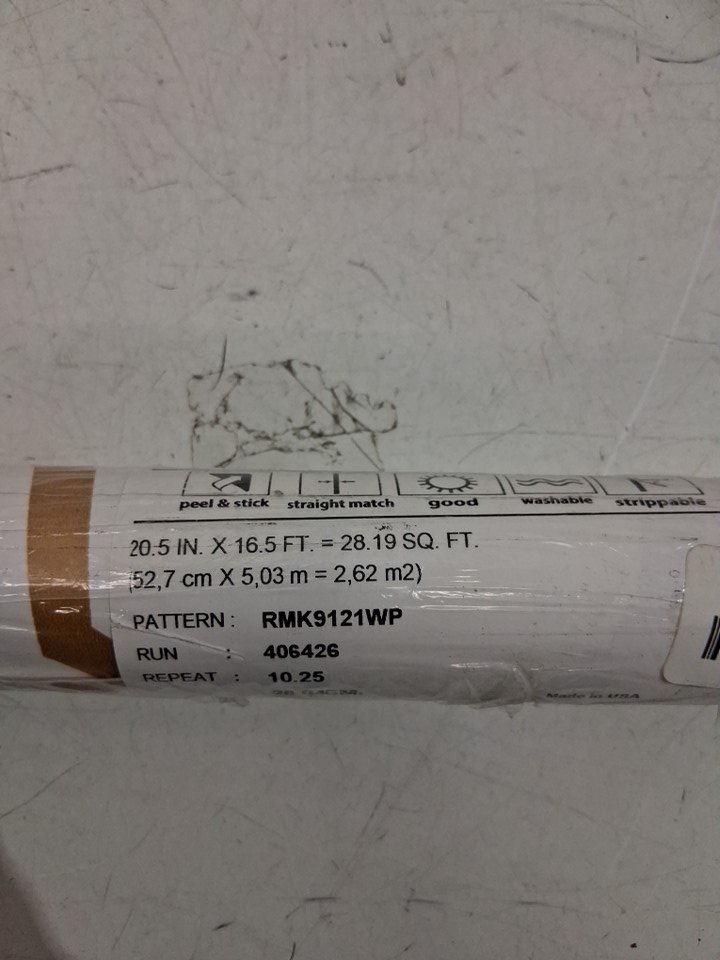 peel & stick straight match good washable strippable
20.5 IN. X 16.5 FT. = 28.19 SQ. FT.
(52,7 cm X 5,03 m = 2,62 m2)
PATTERN : RMK9121WP
RUN : 406426
REPEAT : 10.25
Made in USA